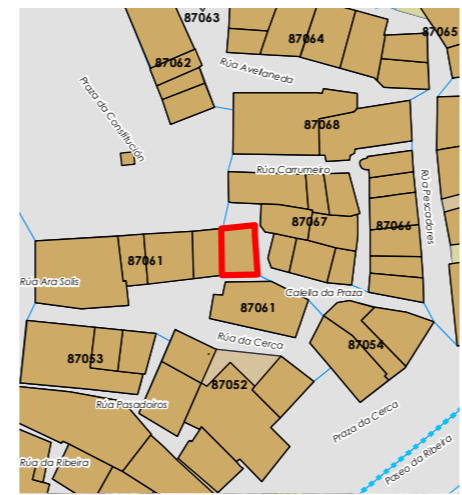 87063
87065
87064
87062
Rúa Avellaneda
Praza da Constitución
87068
Rúa Carrumeiro
Rúa Pescadores
87067
87066
87061
Rúa Ara Solis
Calella da Praza
87061
Rúa da Cerca
87054
87053
87052
Rúa Pasadoiros
Praza da Cerca
Paseo da Ribeira
Rúa da Ribeira